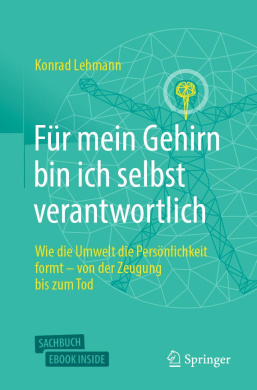 Konrad Lehmann
Für mein Gehirn
bin ich selbst
verantwortlich
Wie die Umwelt die Persönlichkeit
formt – von der Zeugung
bis zum Tod
SACHBUCH
EBOOK INSIDE
Springer